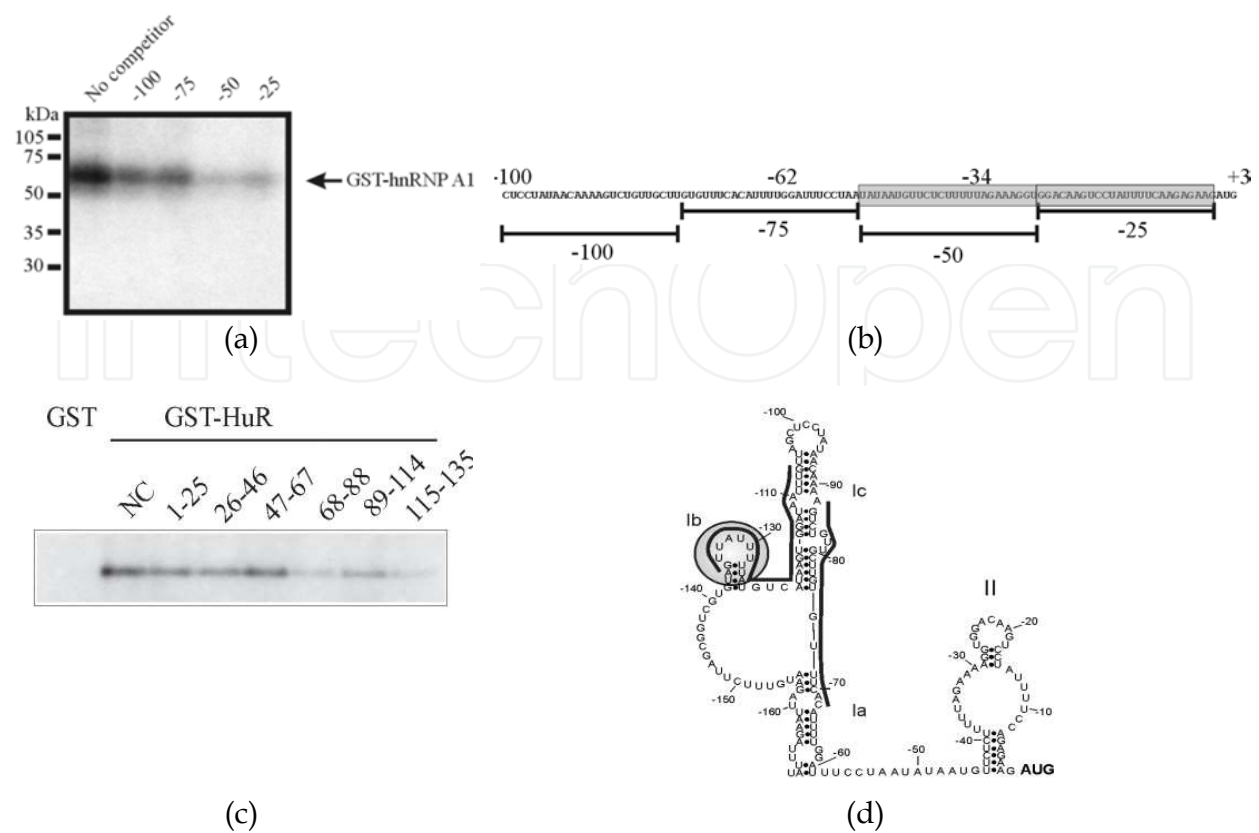 No competitor
-100
-75
-50
-25
kDa
105
75
50
35
30
GST-hnRNP A1
(a)
-100
-62
-34
+3
CUCCUAUAACAAAAGUCUGUUGCUUGUGUUUCACAUUUUGGAUUUCCUAAUAUAAUGUUCUCUUUUUAGAAAGGUGGACAAGUCCUAUUUUCAAGAGAAGAUG
-75
-25
-100
-50
(b)
IntechOpen
GST
GST-HuR
NC
1-25
26-46
47-67
68-88
89-114
115-135
(c)
-100
-90
Ic
-110
Ib
-130
-80
-140
II
-20
-30
-150
-70
-160
Ia
-10
-60
-50
-40
UUUCCUAAUAUAAUGU
AUG
(d)